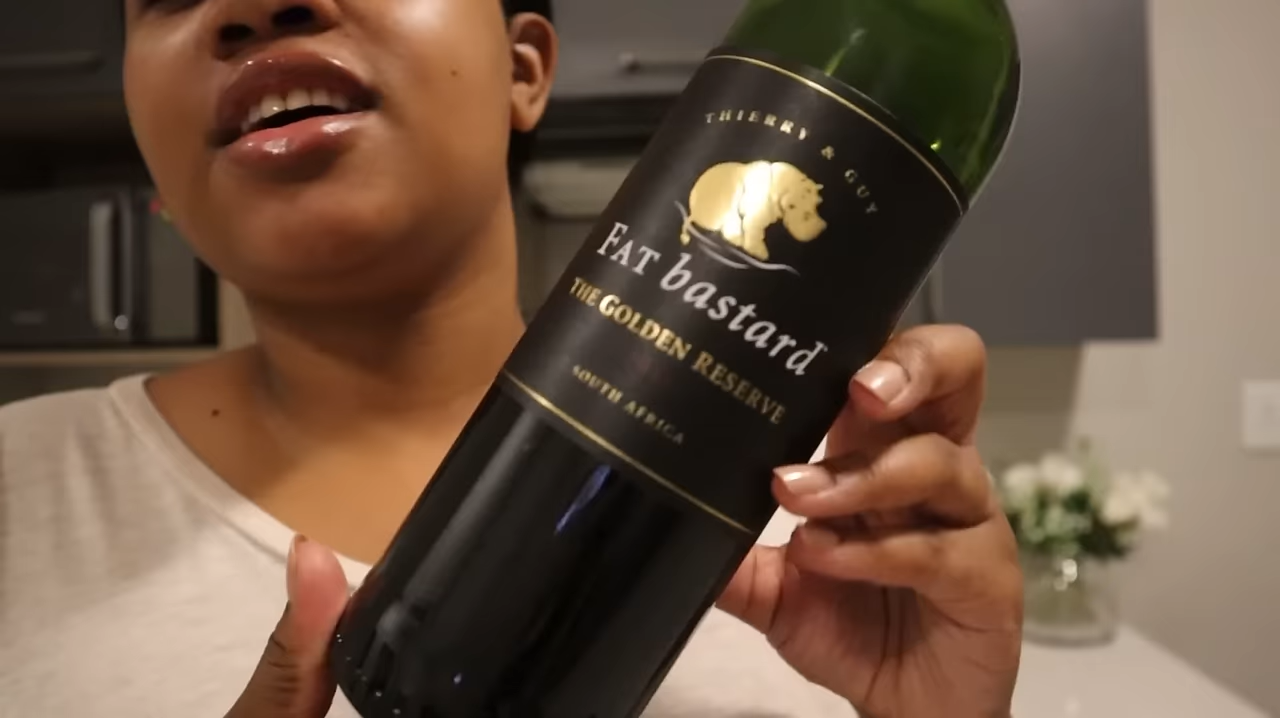 THIERRY & GUY
FAT bastard
THE GOLDEN RESERVE
SOUTH AFRICA